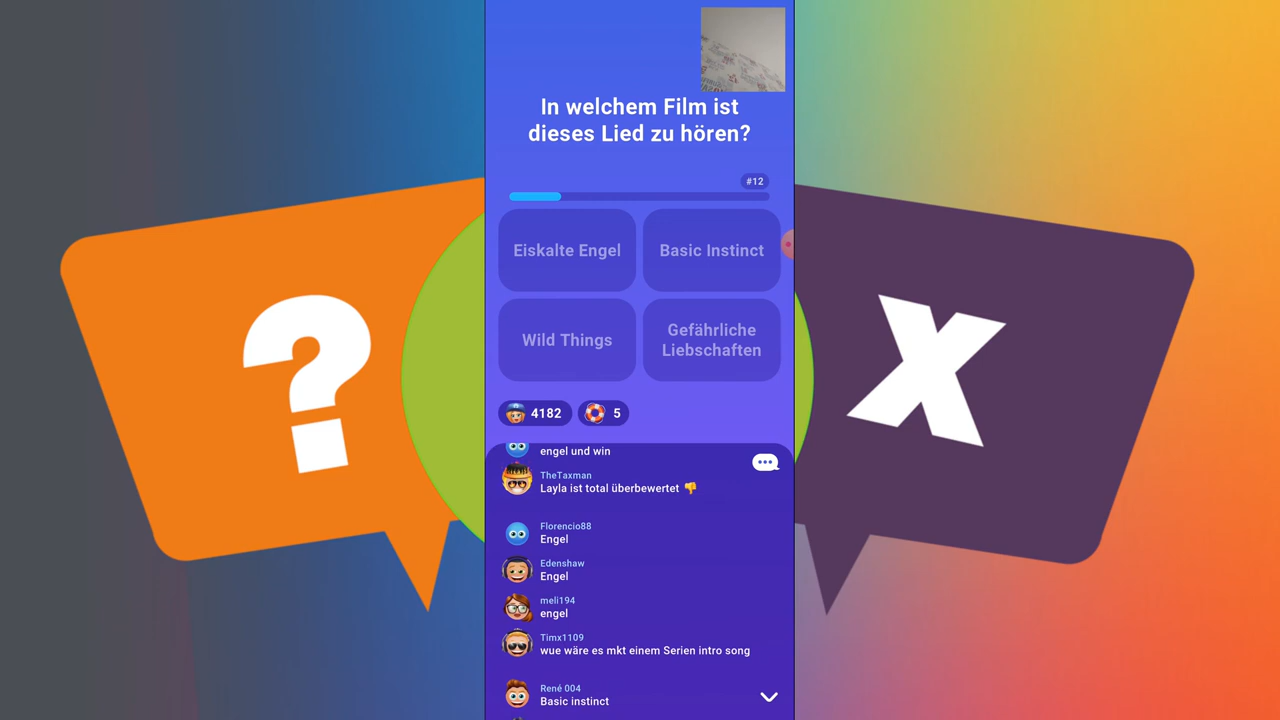 In welchem Film ist
dieses Lied zu hören?
#12
Eiskalte Engel
Basic Instinct
Wild Things
Gefährliche
Liebschaften
4182
5
engel und win
TheTaxman
Layla ist total überbewertet 👎
Florencio88
Engel
Edenshaw
Engel
meli194
engel
Timx1109
wue wäre es mkt einem Serien intro song
René 004
Basic instinct
?
X